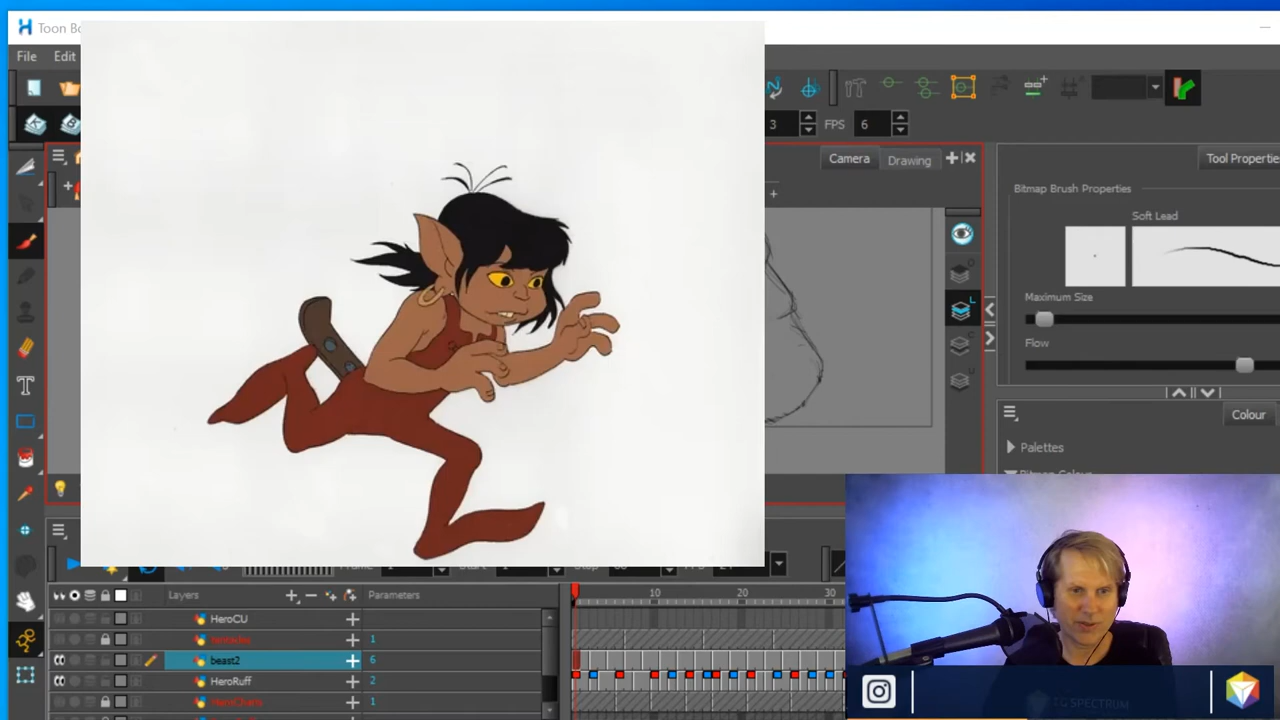 Toon Bo
File Edit
3 FPS 6
Camera Drawing
Tool Propertie
Bitmap Brush Properties
Soft Lead
Maximum Size
Flow
Colour
Palettes
Layers Parameters 10 20 30
HeroCU
1
beast2 6
HeroRuff 2
1